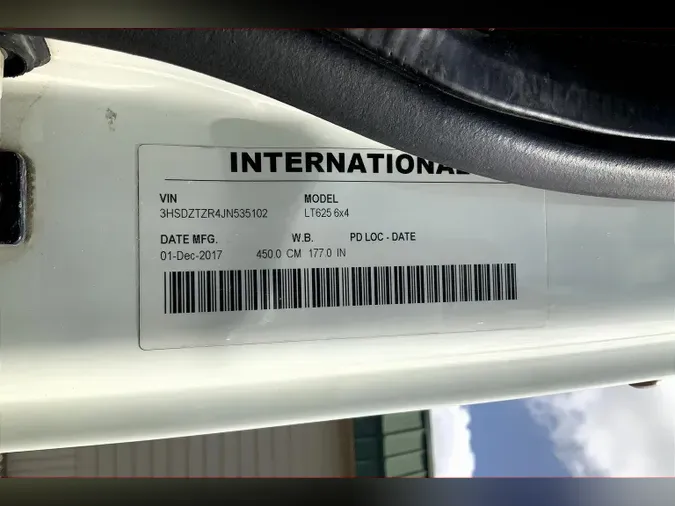 INTERNATIONAL
VIN MODEL
3HSDZTZR4JN535102 LT625 6x4
DATE MFG. W.B. PD LOC - DATE
01-Dec-2017 450.0 CM 177.0 IN